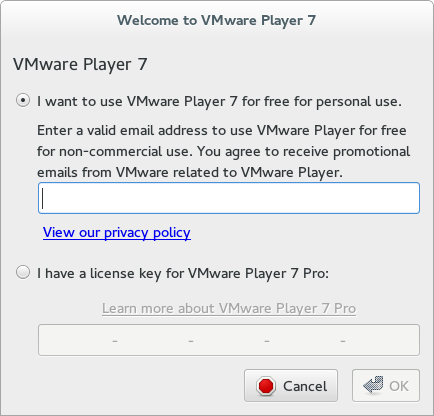 Welcome to VMware Player 7
VMware Player 7
I want to use VMware Player 7 for free for personal use.
Enter a valid email address to use VMware Player for free
for non-commercial use. You agree to receive promotional
emails from VMware related to VMware Player.
View our privacy policy
I have a license key for VMware Player 7 Pro:
Learn more about VMware Player 7 Pro
- - - -
Cancel OK